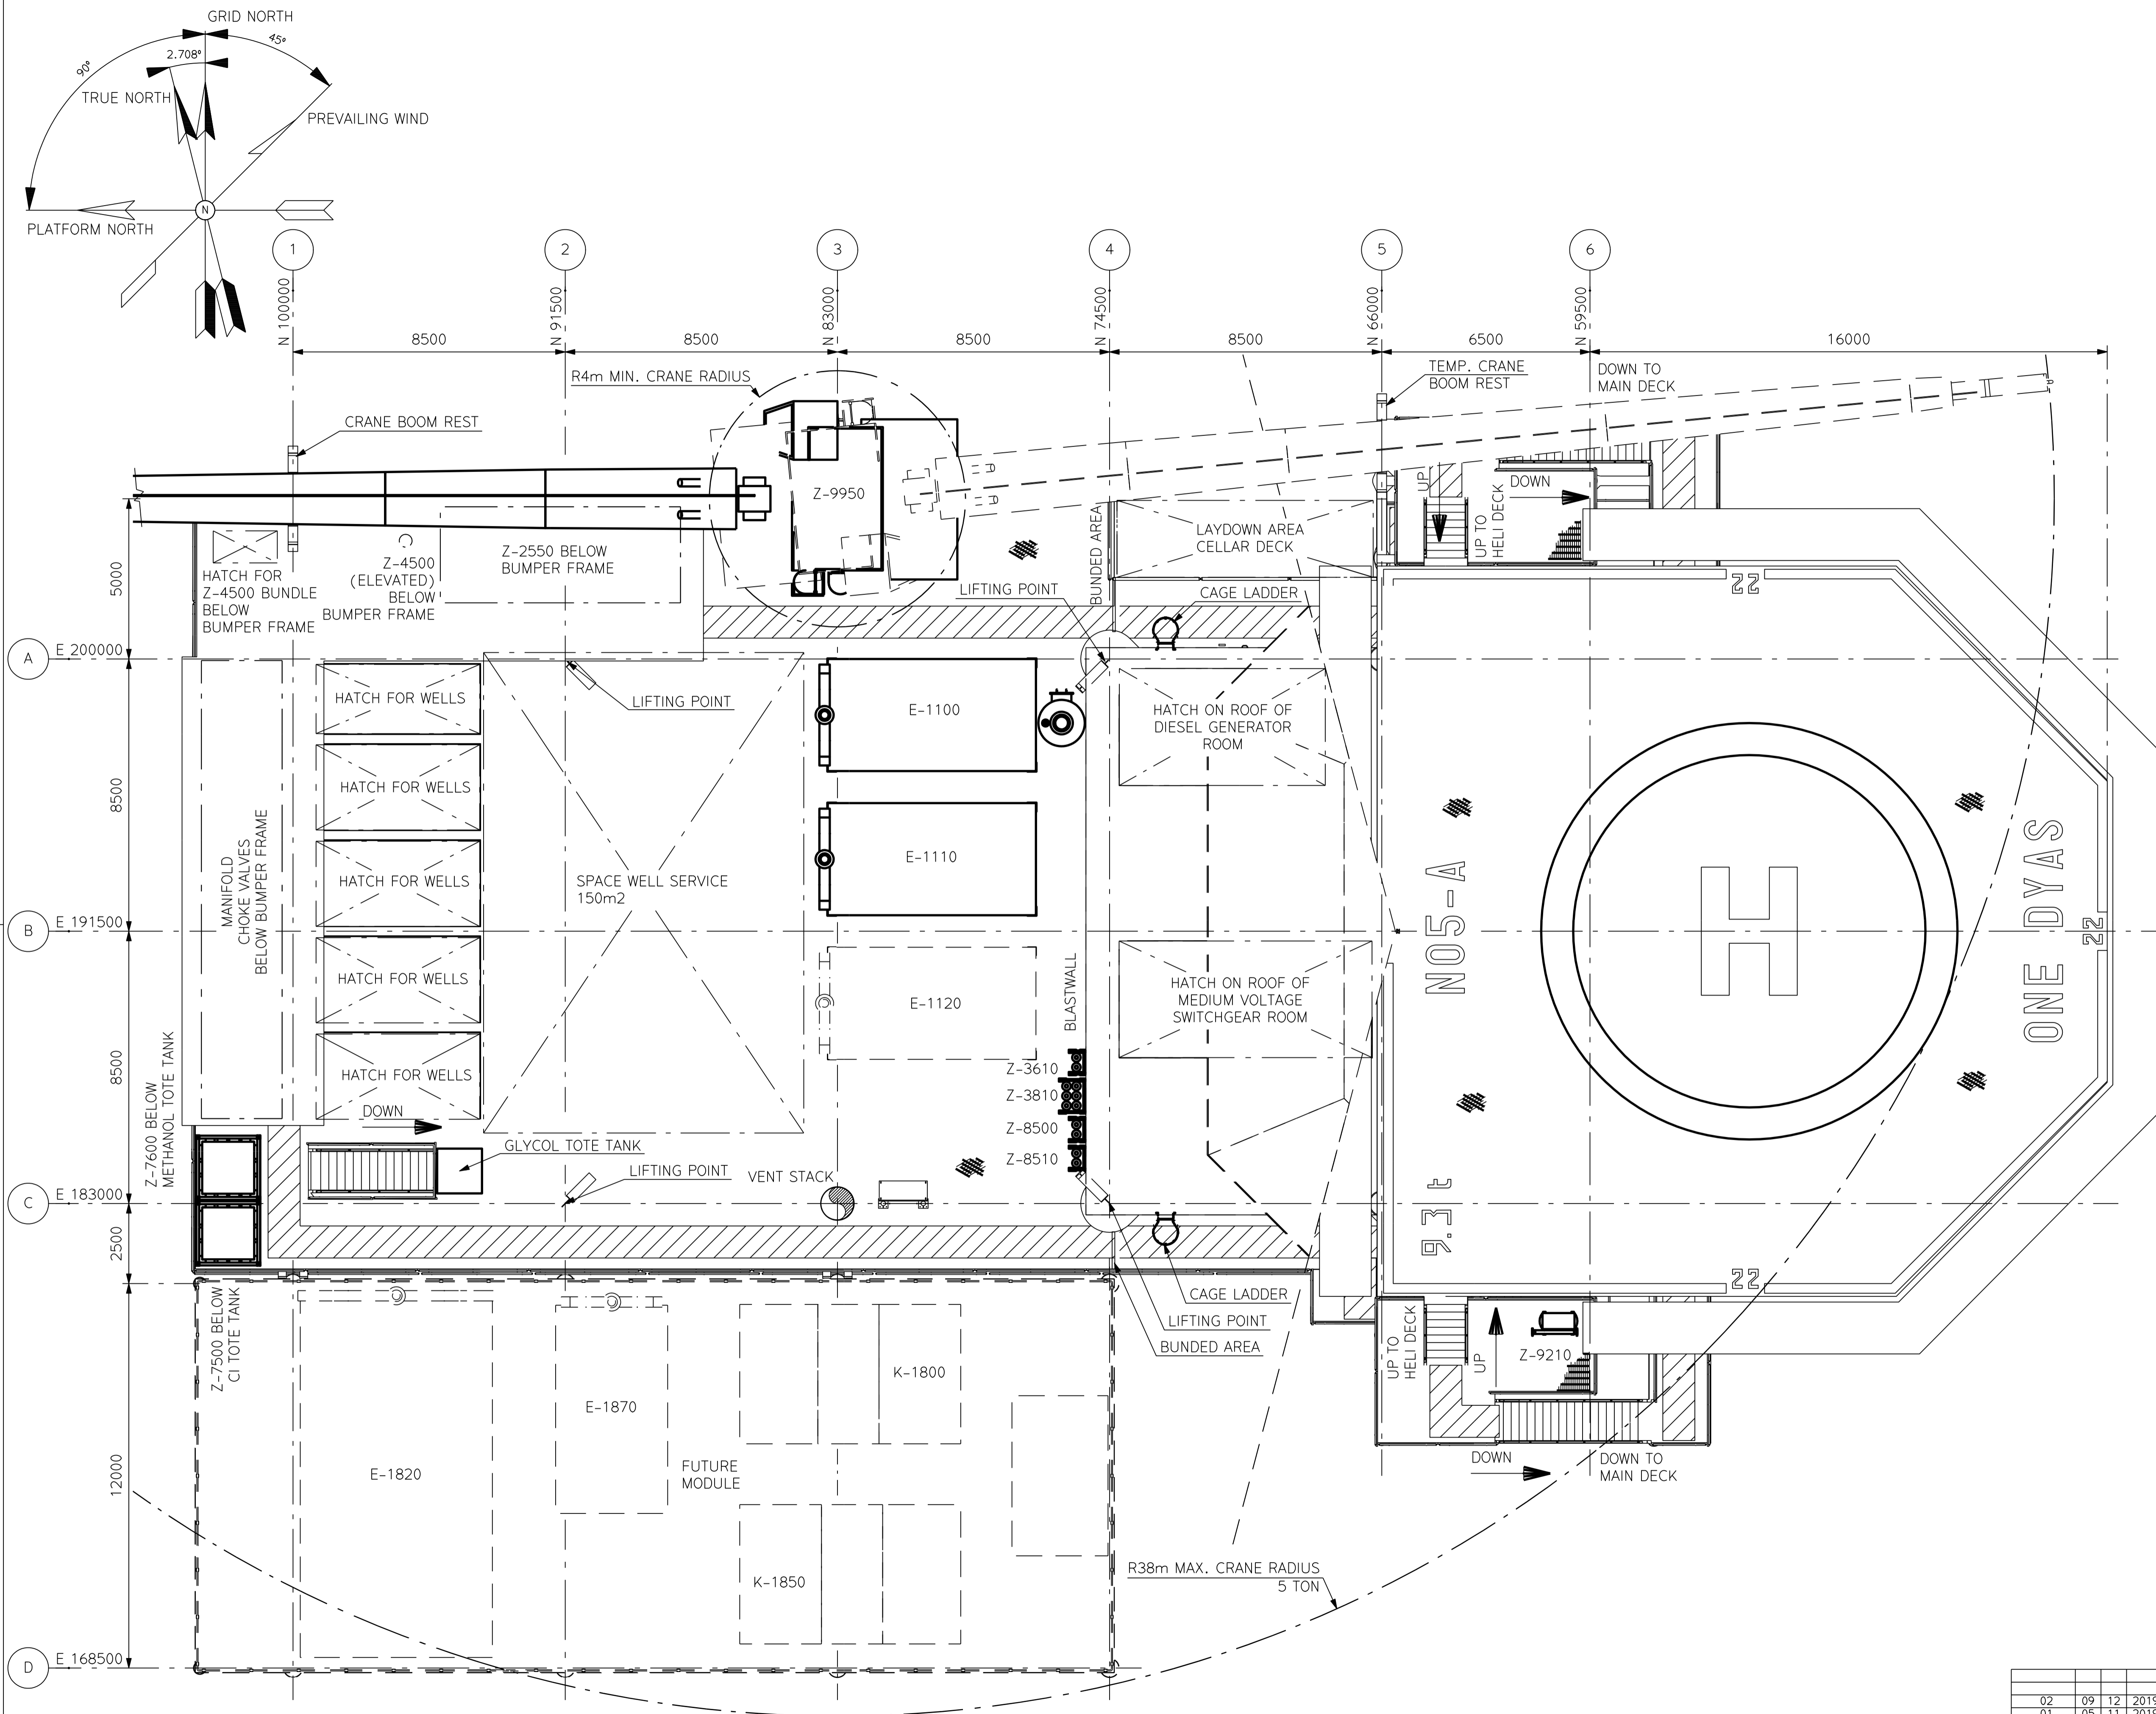 GRID NORTH
45°
90°
2.708°
TRUE NORTH
PREVAILING WIND
N
PLATFORM NORTH
1
2
3
4
5
6
N 100000
N 91500
N 83000
N 74500
N 66000
N 59500
8500
8500
8500
8500
6500
16000
R4m MIN. CRANE RADIUS
TEMP. CRANE
BOOM REST
DOWN TO
MAIN DECK
CRANE BOOM REST
Z-9950
BUNDED AREA
LAYDOWN AREA
CELLAR DECK
UP
UP TO
HELI DECK
DOWN
5000
HATCH FOR
Z-4500 BUNDLE
BELOW
BUMPER FRAME
Z-4500
(ELEVATED)
BELOW
BUMPER FRAME
Z-2550 BELOW
BUMPER FRAME
LIFTING POINT
CAGE LADDER
22
A
E 200000
HATCH FOR WELLS
LIFTING POINT
E-1100
HATCH ON ROOF OF
DIESEL GENERATOR
ROOM
8500
HATCH FOR WELLS
E-1110
HATCH FOR WELLS
SPACE WELL SERVICE
150m2
MANIFOLD
CHOKE VALVES
BELOW BUMPER FRAME
N05-A
H
ONE DYAS
22
B
E 191500
HATCH FOR WELLS
E-1120
BLASTWALL
HATCH ON ROOF OF
MEDIUM VOLTAGE
SWITCHGEAR ROOM
8500
HATCH FOR WELLS
Z-3610
Z-3810
Z-8500
Z-8510
Z-7600 BELOW
METHANOL TOTE TANK
DOWN
GLYCOL TOTE TANK
LIFTING POINT
VENT STACK
9.3 t
C
E 183000
2500
22
Z-7500 BELOW
CI TOTE TANK
CAGE LADDER
LIFTING POINT
BUNDED AREA
UP TO
HELI DECK
UP
Z-9210
K-1800
E-1870
12000
E-1820
FUTURE
MODULE
DOWN
DOWN TO
MAIN DECK
K-1850
R38m MAX. CRANE RADIUS
5 TON
D
E 168500
02 09 12 2019
01 05 11 2019